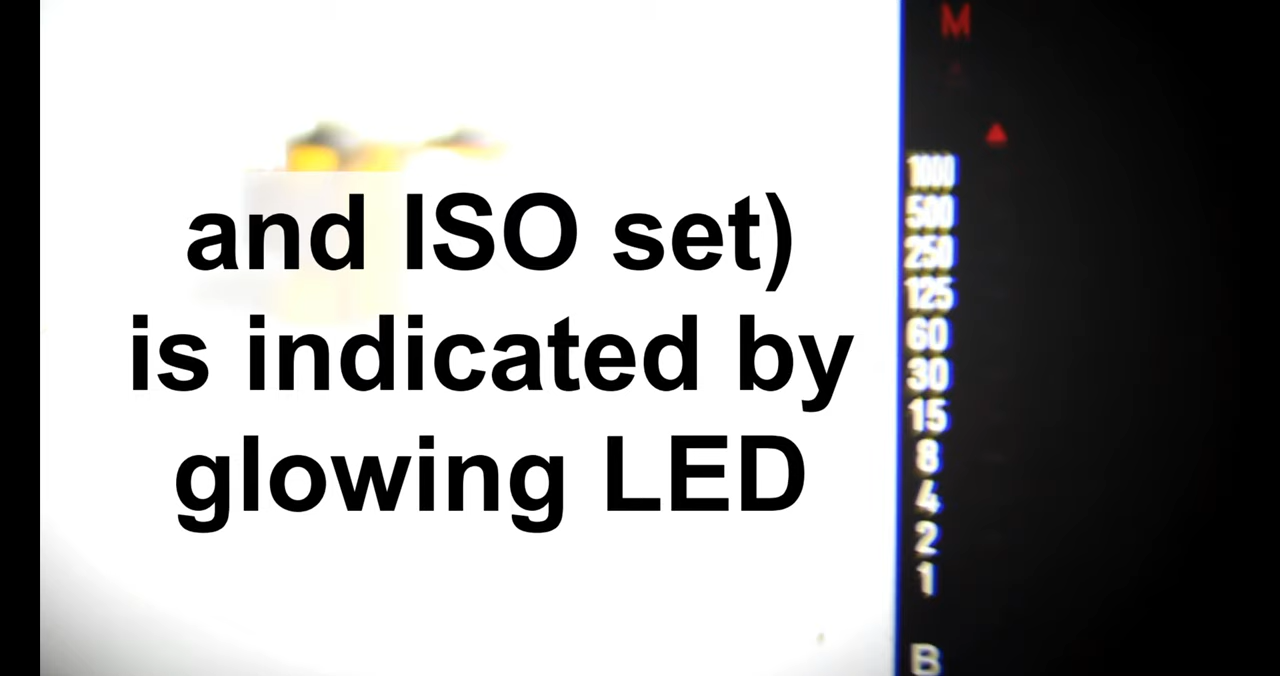 M
and ISO set)
is indicated by
glowing LED
1000
500
250
125
60
30
15
8
4
2
1
B